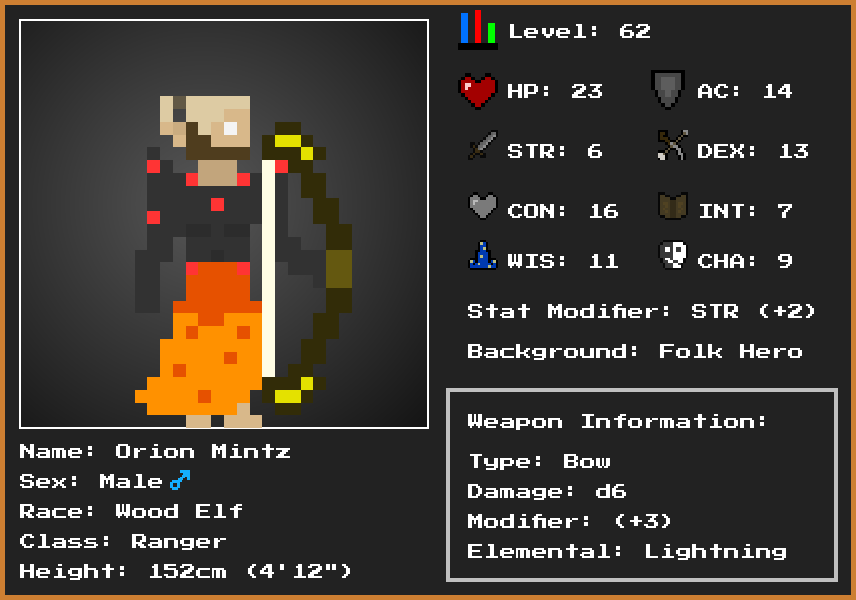 Level: 62
HP: 23
AC: 14
STR: 6
DEX: 13
CON: 16
INT: 7
WIS: 11
CHA: 9
Stat Modifier: STR (+2)
Background: Folk Hero
Weapon Information:
Type: Bow
Damage: d6
Modifier: (+3)
Elemental: Lightning
Name: Orion Mintz
Sex: Male ♂
Race: Wood Elf
Class: Ranger
Height: 152cm (4'12")